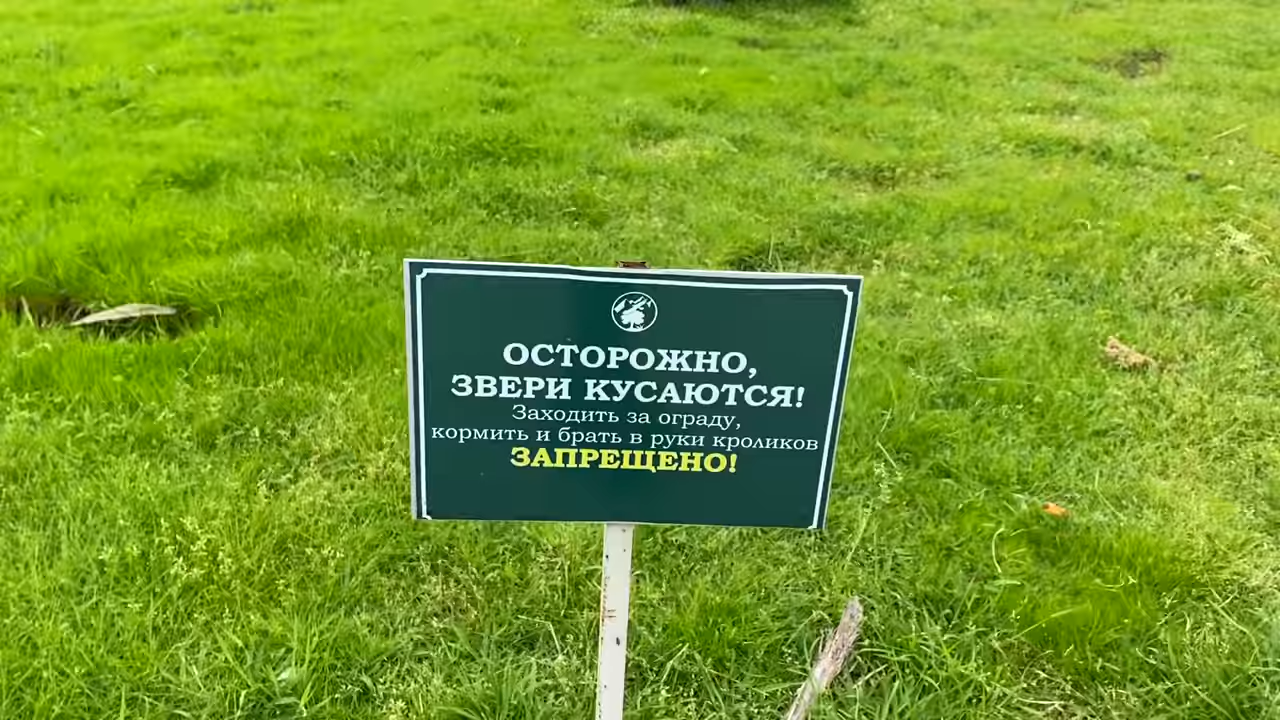 ОСТОРОЖНО,
ЗВЕРИ КУСАЮТСЯ!
Заходить за ограду,
кормить и брать в руки кроликов
ЗАПРЕЩЕНО!